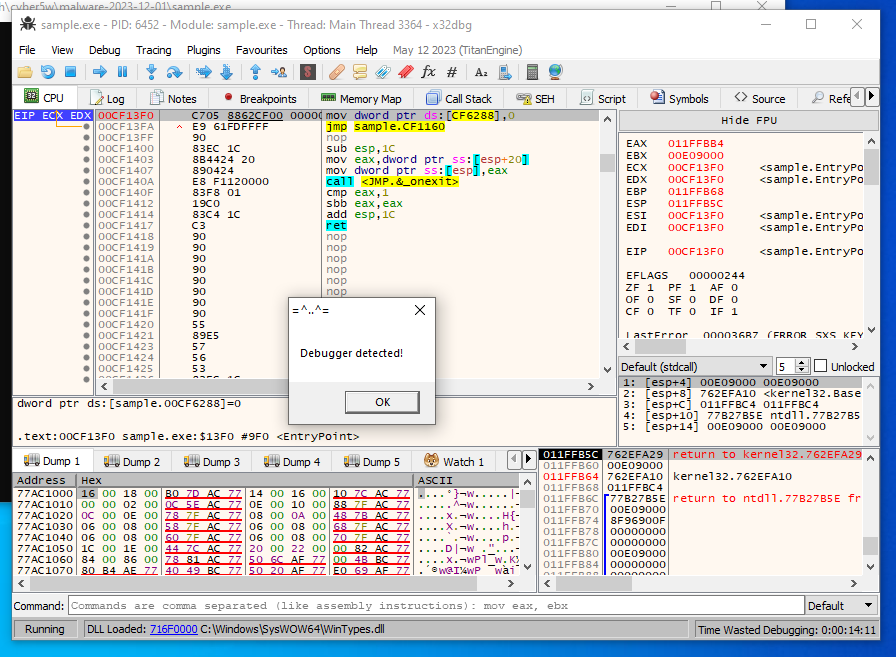 h\cyber5w\malware-2023-12-01\sample.exe
sample.exe - PID: 6452 - Module: sample.exe - Thread: Main Thread 3364 - x32dbg
File View Debug Tracing Plugins Favourites Options Help May 12 2023 (TitanEngine)
fx # A2
CPU Log Notes Breakpoints Memory Map Call Stack SEH Script Symbols Source Refe
EIP ECX EDX 00CF13F0 C705 8862CF00 00000 mov dword ptr ds:[CF6288],0
00CF13FA E9 61FDFFFF jmp sample.CF1160
00CF13FF 90 nop
00CF1400 83EC 1C sub esp,1C
00CF1403 8B4424 20 mov eax,dword ptr ss:[esp+20]
00CF1407 890424 mov dword ptr ss:[esp],eax
00CF140A E8 F1120000 call <JMP.&_onexit>
00CF140F 83F8 01 cmp eax,1
00CF1412 19C0 sbb eax,eax
00CF1414 83C4 1C add esp,1C
00CF1417 C3 ret
00CF1418 90 nop
00CF1419 90 nop
00CF141A 90 nop
00CF141B 90 nop
00CF141C 90 nop
00CF141D 90 nop
00CF141E 90
00CF141F 90
00CF1420 55
00CF1421 89E5
00CF1423 57
00CF1424 56
00CF1425 53
Hide FPU
EAX 011FFBB4
EBX 00E09000
ECX 00CF13F0 <sample.EntryPo
EDX 00CF13F0 <sample.EntryPo
EBP 011FFB68
ESP 011FFB5C
ESI 00CF13F0 <sample.EntryPo
EDI 00CF13F0 <sample.EntryPo
EIP 00CF13F0 <sample.EntryPo
EFLAGS 00000244
ZF 1 PF 1 AF 0
OF 0 SF 0 DF 0
CF 0 TF 0 IF 1
LastError 000036B7 (ERROR_SXS_KEY
Default (stdcall) 5 Unlocked
1: [esp+4] 00E09000 00E09000
2: [esp+8] 762EFA10 <kernel32.Base
3: [esp+C] 011FFBC4 011FFBC4
4: [esp+10] 77B27B5E ntdll.77B27B5
5: [esp+14] 00E09000 00E09000
=^..^=
Debugger detected!
OK
dword ptr ds:[sample.00CF6288]=0
.text:00CF13F0 sample.exe:$13F0 #9F0 <EntryPoint>
Dump 1 Dump 2 Dump 3 Dump 4 Dump 5 Watch 1
Address Hex ASCII
77AC1000 16 00 18 00 B0 7D AC 77 14 00 16 00 10 7C AC 77 ....°}¬w.....|
77AC1010 00 00 02 00 0C 5E AC 77 0E 00 10 00 88 7F AC 77
77AC1020 0C 00 0E 00 78 7F AC 77 08 00 0A 00 48 7B AC 77
77AC1030 06 00 08 00 58 7F AC 77 06 00 08 00 68 7F AC 77
77AC1040 06 00 08 00 60 7F AC 77 06 00 08 00 70 7F AC 77
77AC1050 1C 00 1E 00 44 7C AC 77 20 00 22 00 00 82 AC 77
77AC1060 84 00 86 00 78 81 AC 77 50 6C AF 77 00 4B BC 77
77AC1070 80 B4 AE 77 40 49 BC 77 50 20 AF 77 E0 69 AF 77
011FFB5C 762EFA29 return to kernel32.762EFA29
011FFB60 00E09000
011FFB64 762EFA10 kernel32.762EFA10
011FFB68 011FFBC4
011FFB6C 77B27B5E return to ntdll.77B27B5E fr
011FFB70 00E09000
011FFB74 8F96900F
011FFB78 00000000
011FFB7C 00000000
011FFB80 00E09000
011FFB84 00000000
011FFB88 00000000
Command: Commands are comma separated (like assembly instructions): mov eax, ebx Default
Running DLL Loaded: 716F0000 C:\Windows\SysWOW64\WinTypes.dll Time Wasted Debugging: 0:00:14:11